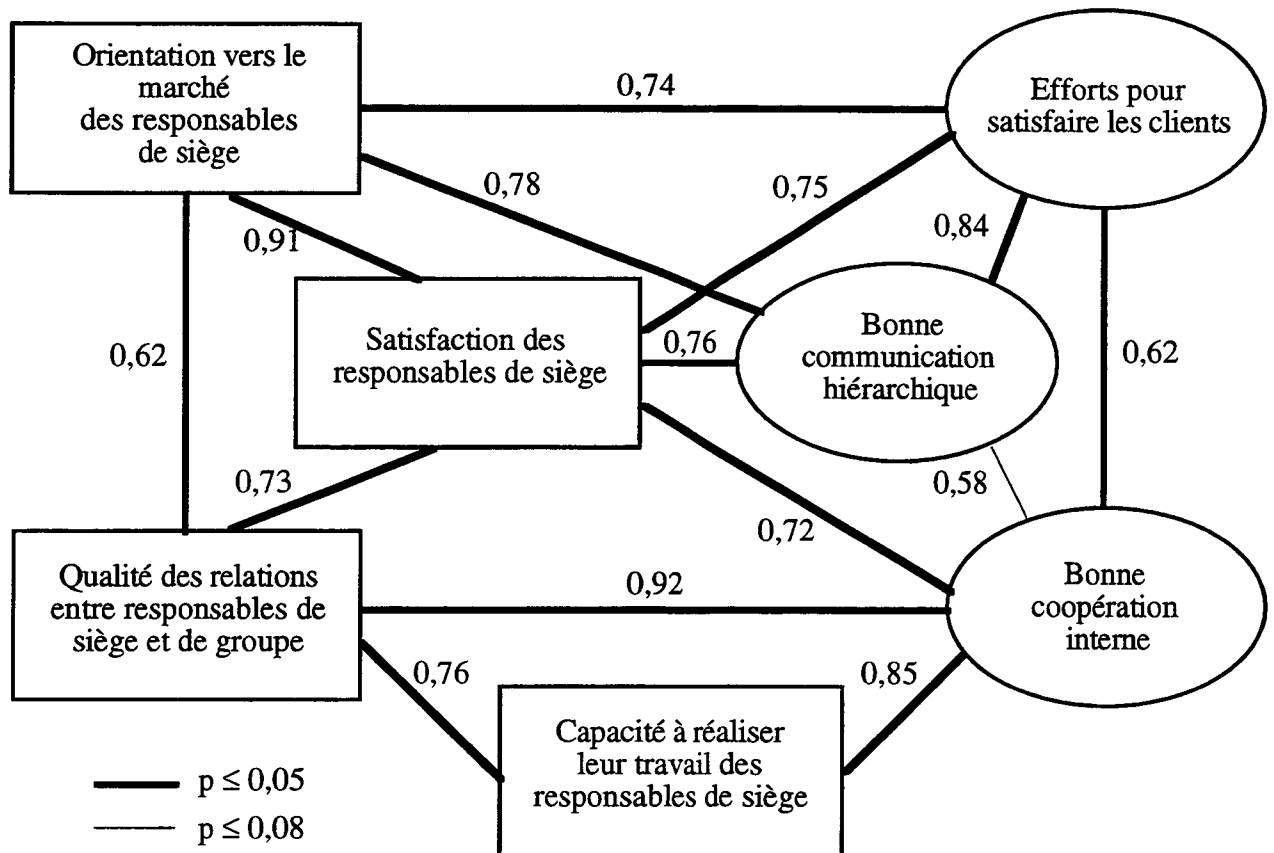 Orientation vers le
marché
des responsables
de siège
0,74
Efforts pour
satisfaire les clients
0,78
0,75
0,91
0,84
Satisfaction des
responsables de siège
0,76
Bonne
communication
hiérarchique
0,62
0,62
0,73
0,58
0,72
Qualité des relations
entre responsables de
siège et de groupe
0,92
Bonne
coopération
interne
0,76
0,85
Capacité à réaliser
leur travail des
responsables de siège
p ≤ 0,05
p ≤ 0,08